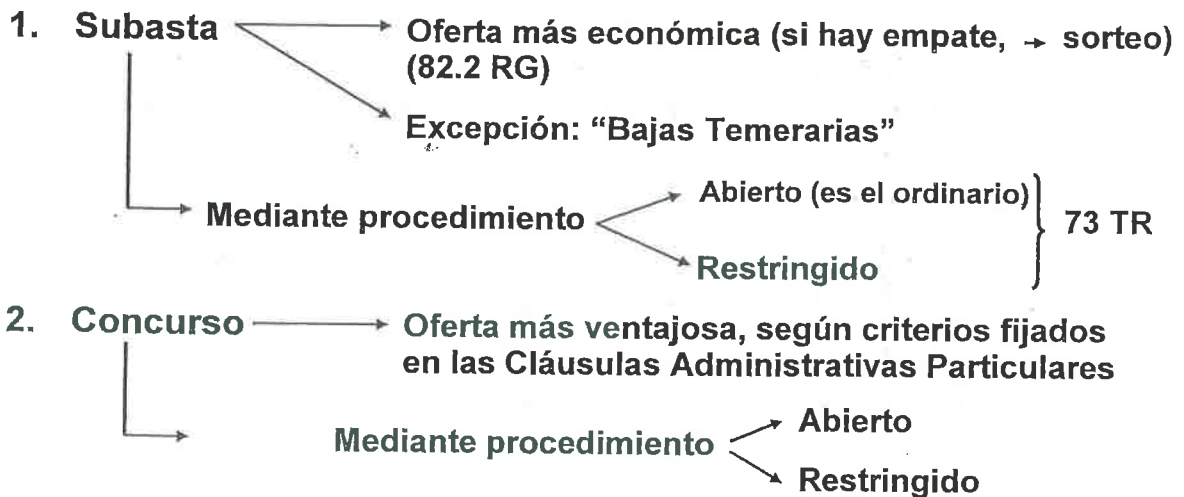 1. Subasta → Oferta más económica (si hay empate, → sorteo)
(82.2 RG)
Excepción: “Bajas Temerarias”
Mediante procedimiento
Abierto (es el ordinario)
73 TR
Restringido
2. Concurso → Oferta más ventajosa, según criterios fijados
en las Cláusulas Administrativas Particulares
Mediante procedimiento
Abierto
Restringido